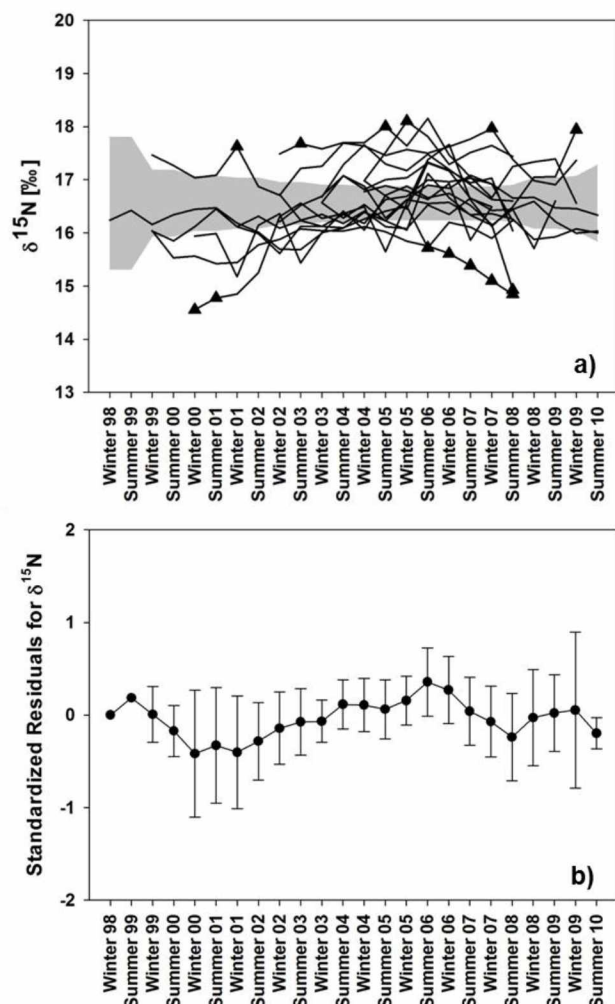 20
19
18
17
16
15
14
13
δ¹⁵N [‰]
a)
Winter 98
Summer 99
Winter 99
Summer 00
Winter 00
Summer 01
Winter 01
Summer 02
Winter 02
Summer 03
Winter 03
Summer 04
Winter 04
Summer 05
Winter 05
Summer 06
Winter 06
Summer 07
Winter 07
Summer 08
Winter 08
Summer 09
Winter 09
Summer 10
2
1
0
-1
-2
Standardized Residuals for δ¹⁵N
b)
Winter 98
Summer 99
Winter 99
Summer 00
Winter 00
Summer 01
Winter 01
Summer 02
Winter 02
Summer 03
Winter 03
Summer 04
Winter 04
Summer 05
Winter 05
Summer 06
Winter 06
Summer 07
Winter 07
Summer 08
Winter 08
Summer 09
Winter 09
Summer 10